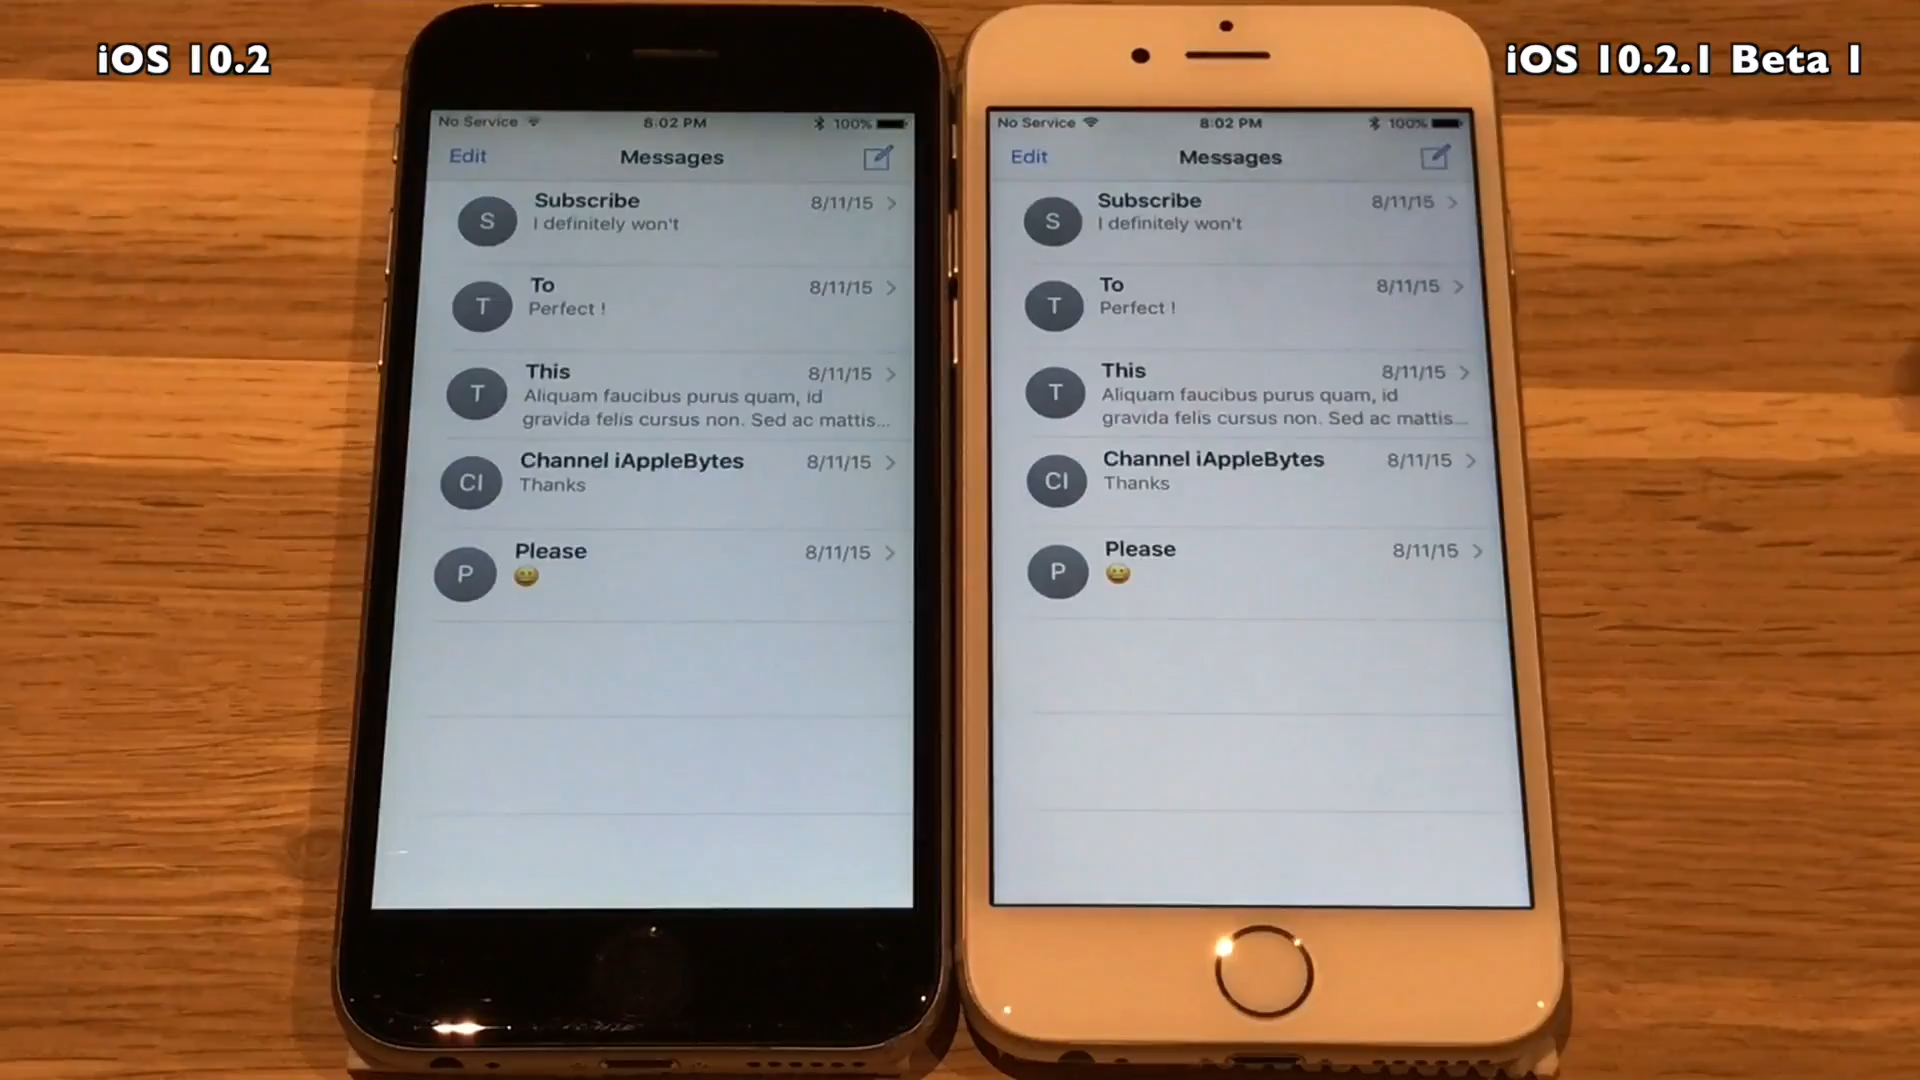 iOS 10.2
iOS 10.2.1 Beta 1
No Service 8:02 PM 100%
Edit Messages
S Subscribe 8/11/15
I definitely won't
T To 8/11/15
Perfect !
T This 8/11/15
Aliquam faucibus purus quam, id
gravida felis cursus non. Sed ac mattis...
CI Channel iAppleBytes 8/11/15
Thanks
P Please 8/11/15
😀
No Service 8:02 PM 100%
Edit Messages
S Subscribe 8/11/15
I definitely won't
T To 8/11/15
Perfect !
T This 8/11/15
Aliquam faucibus purus quam, id
gravida felis cursus non. Sed ac mattis...
CI Channel iAppleBytes 8/11/15
Thanks
P Please 8/11/15
😀